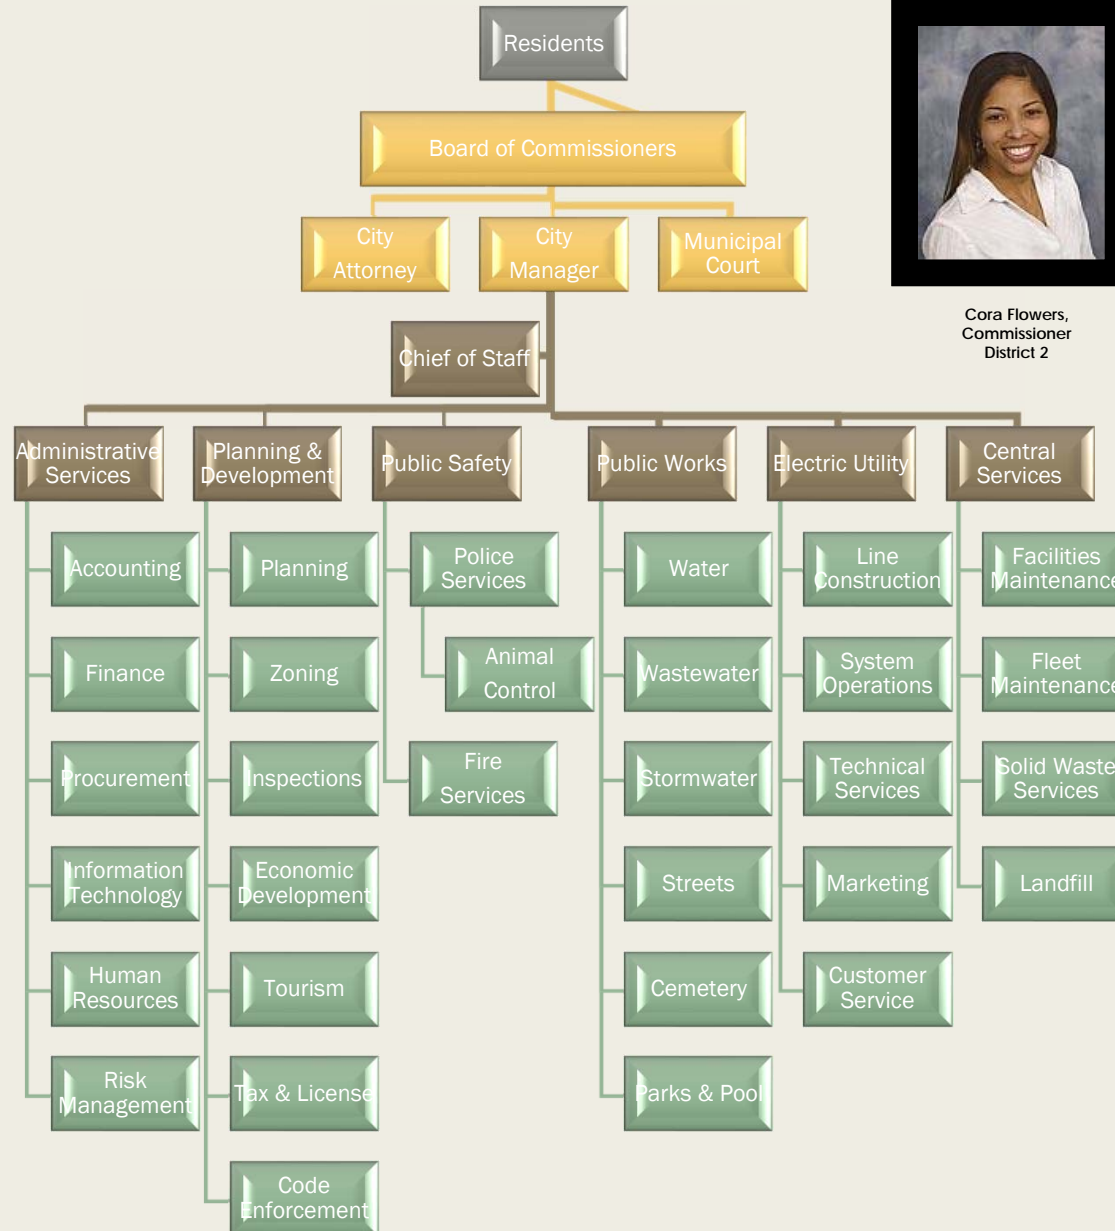 Residents
Board of Commissioners
City
Attorney
City
Manager
Municipal
Court
Cora Flowers,
Commissioner
District 2
Chief of Staff
Administrative
Services
Planning &
Development
Public Safety
Public Works
Electric Utility
Central
Services
Accounting
Finance
Procurement
Information
Technology
Human
Resources
Risk
Management
Planning
Zoning
Inspections
Economic
Development
Tourism
Tax & License
Code
Enforcement
Police
Services
Animal
Control
Fire
Services
Water
Wastewater
Stormwater
Streets
Cemetery
Parks & Pool
Line
Construction
System
Operations
Technical
Services
Marketing
Customer
Service
Facilities
Maintenance
Fleet
Maintenance
Solid Waste
Services
Landfill